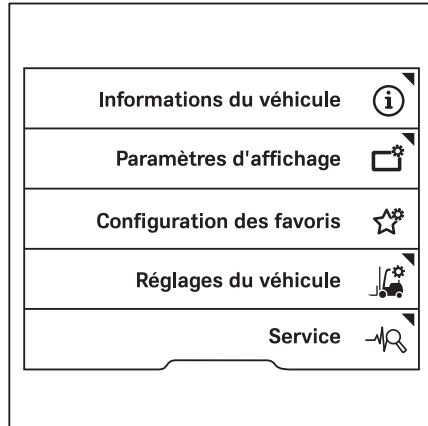 Informations du véhicule
Paramètres d'affichage
Configuration des favoris
Réglages du véhicule
Service